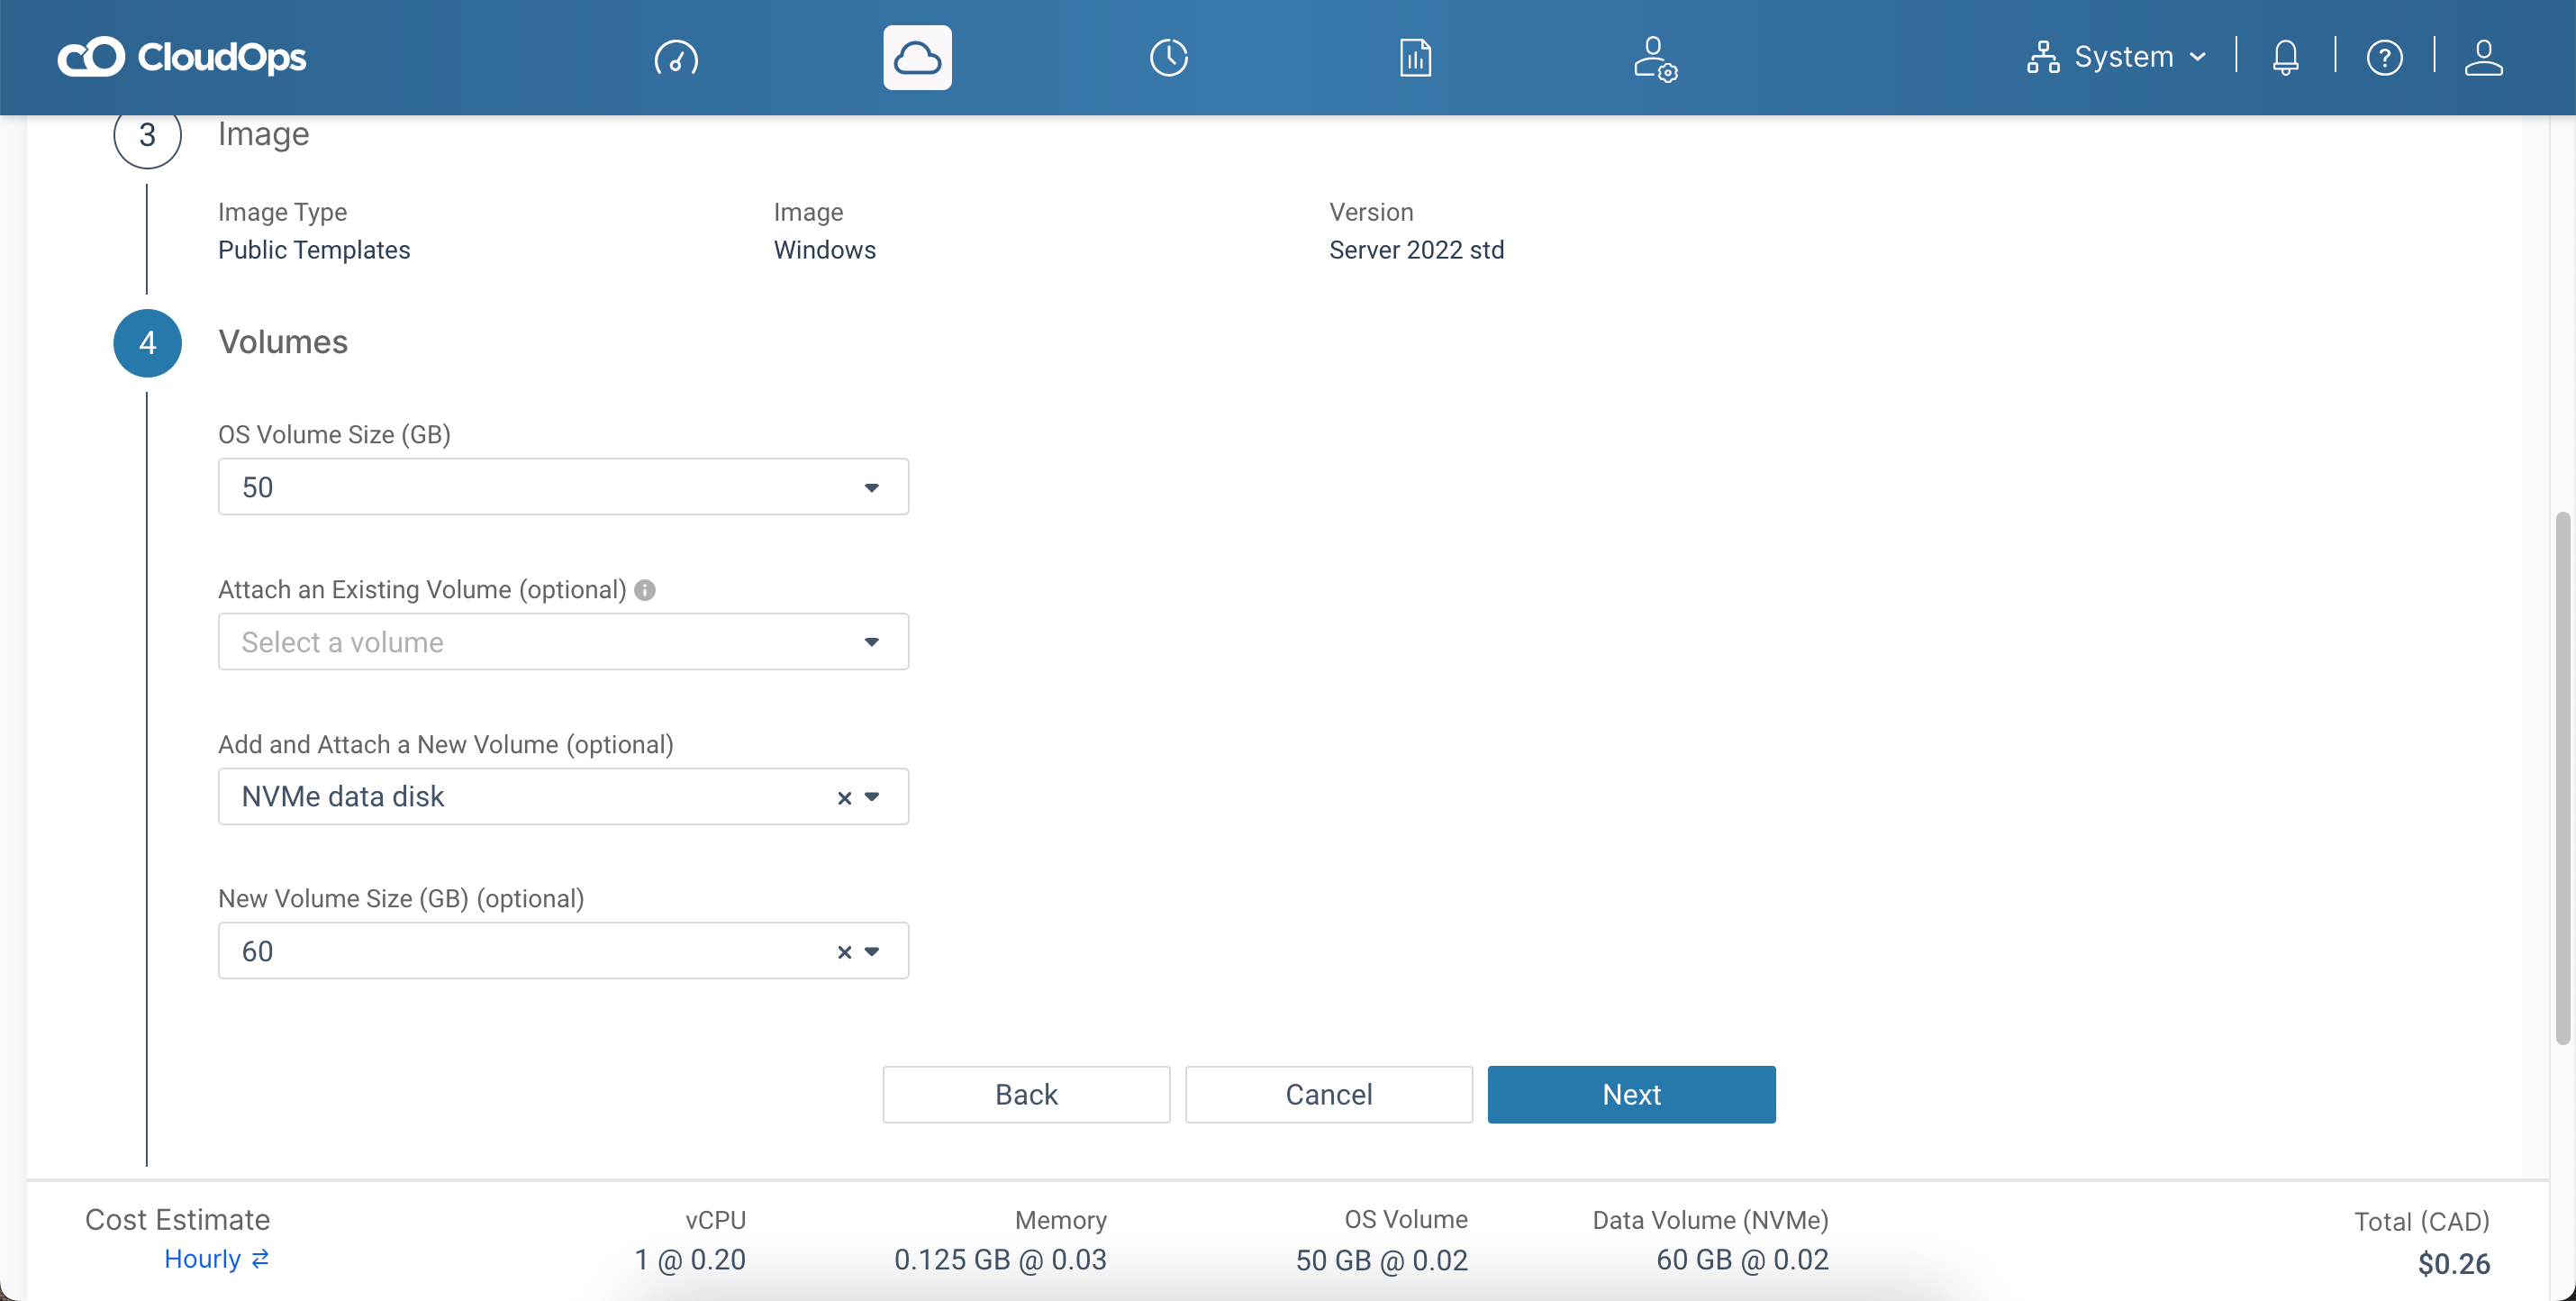 CloudOps
System
3
Image
Image Type
Image
Version
Public Templates
Windows
Server 2022 std
4
Volumes
OS Volume Size (GB)
50
Attach an Existing Volume (optional)
Select a volume
Add and Attach a New Volume (optional)
NVMe data disk
New Volume Size (GB) (optional)
60
Back
Cancel
Next
Cost Estimate
Hourly
vCPU
1 @ 0.20
Memory
0.125 GB @ 0.03
OS Volume
50 GB @ 0.02
Data Volume (NVMe)
60 GB @ 0.02
Total (CAD)
$0.26